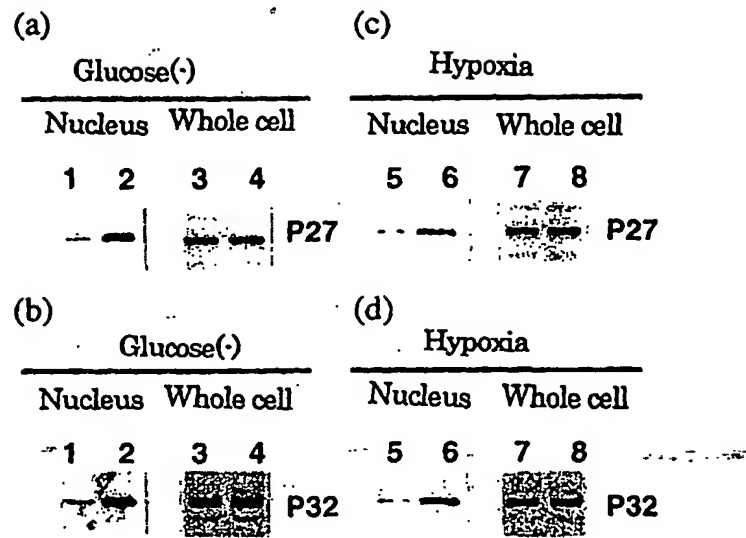 (a)
Glucose(-)
Nucleus Whole cell
1 2 3 4
P27
(c)
Hypoxia
Nucleus Whole cell
5 6 7 8
P27
(b)
Glucose(-)
Nucleus Whole cell
1 2 3 4
P32
(d)
Hypoxia
Nucleus Whole cell
5 6 7 8
P32